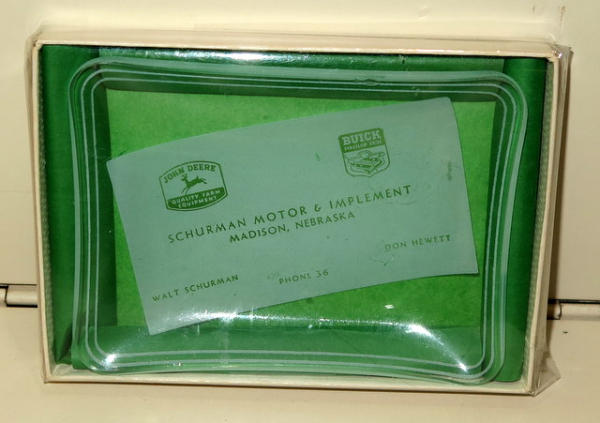 JOHN DEERE
QUALITY FARM
EQUIPMENT
BUICK
SCHURMAN MOTOR & IMPLEMENT
MADISON, NEBRASKA
DON HEWETT
WALT SCHURMAN
PHONE 36